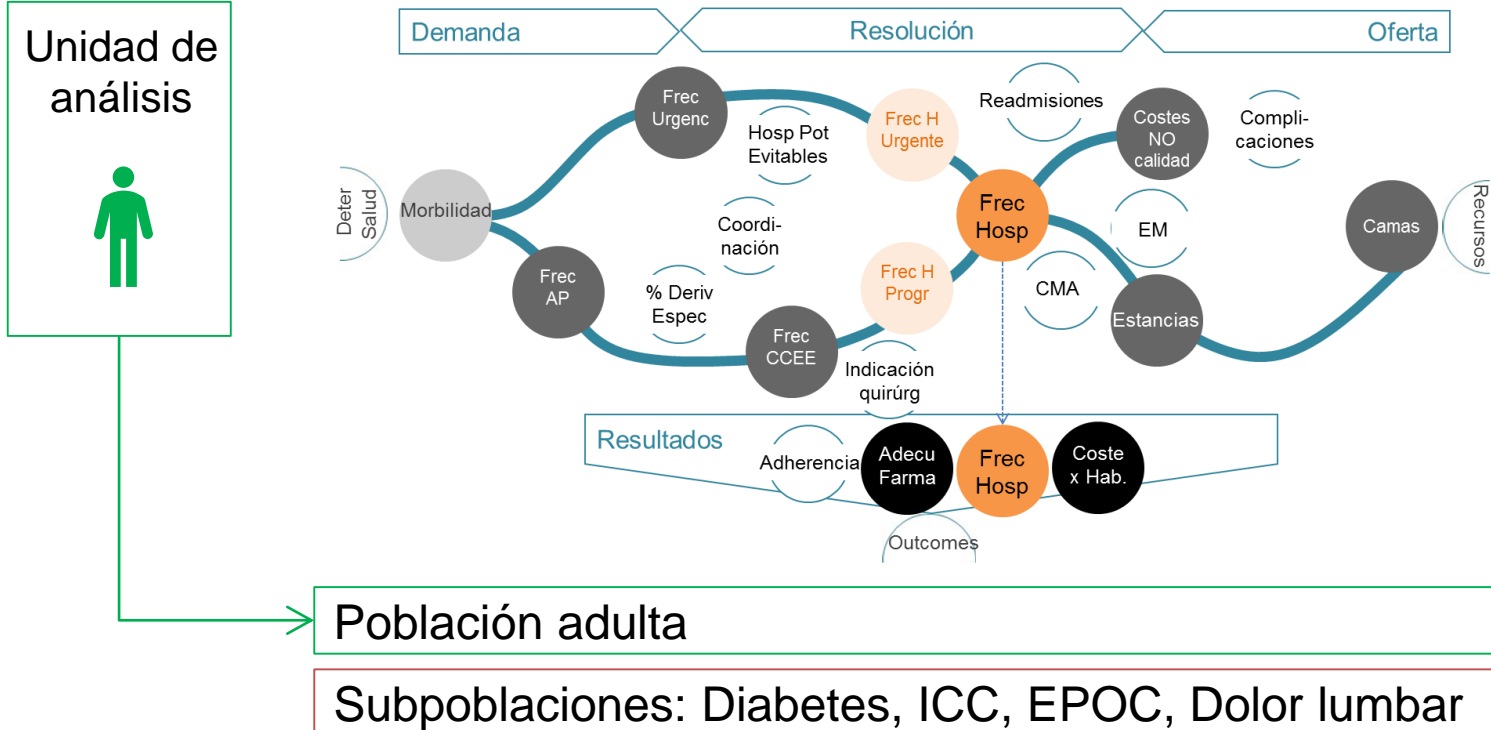 Unidad de
análisis
Demanda
Resolución
Oferta
Deter
Salud
Morbilidad
Frec
Urgenc
Frec
AP
Hosp Pot
Evitables
Coordi-
nación
% Deriv
Espec
Frec
CCEE
Frec H
Urgente
Frec H
Progr
Indicación
quirúrg
Frec
Hosp
Readmisiones
Costes
NO
calidad
Compli-
caciones
EM
CMA
Estancias
Camas
Recursos
Resultados
Adherencia
Adecu
Farma
Frec
Hosp
Coste
x Hab.
Outcomes
Población adulta
Subpoblaciones: Diabetes, ICC, EPOC, Dolor lumbar